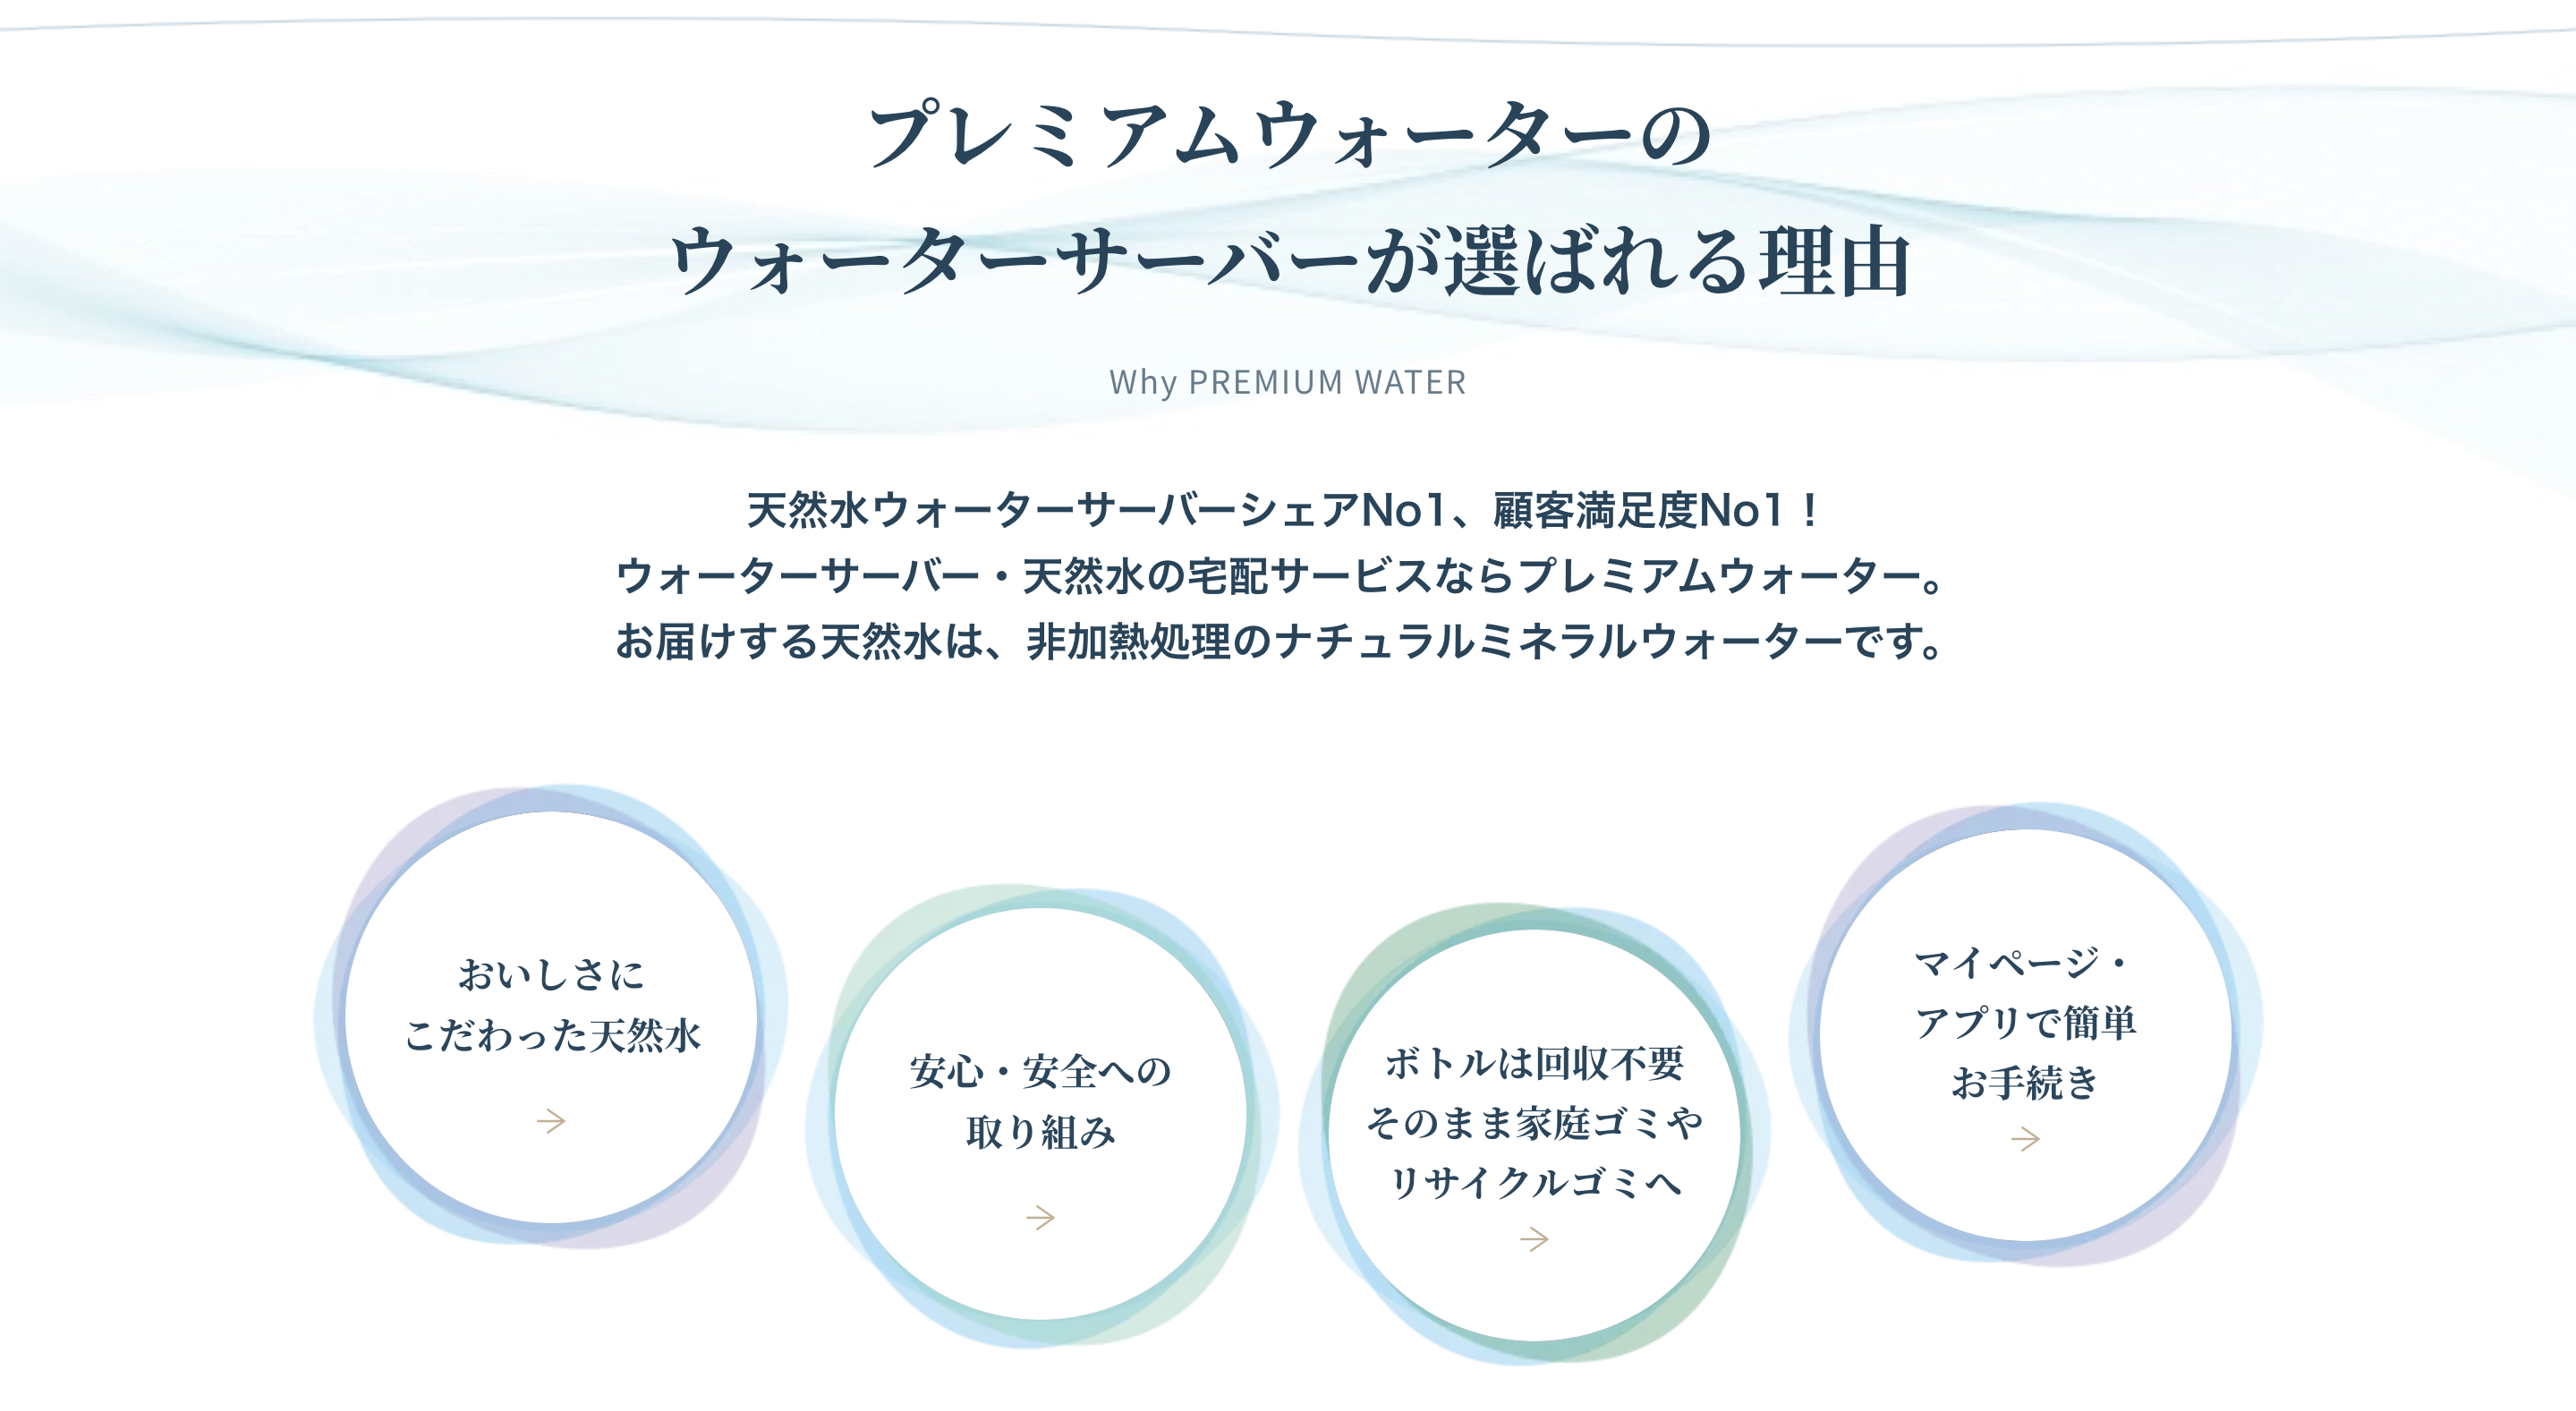 プレミアムウォーターの
ウォーターサーバーが選ばれる理由
Why PREMIUM WATER
天然水ウォーターサーバーシェアNo1、顧客満足度No1！
ウォーターサーバー・天然水の宅配サービスならプレミアムウォーター。
お届けする天然水は、非加熱処理のナチュラルミネラルウォーターです。
おいしさに
こだわった天然水
安心・安全への
取り組み
ボトルは回収不要
そのまま家庭ゴミや
リサイクルゴミへ
マイページ・
アプリで簡単
お手続き